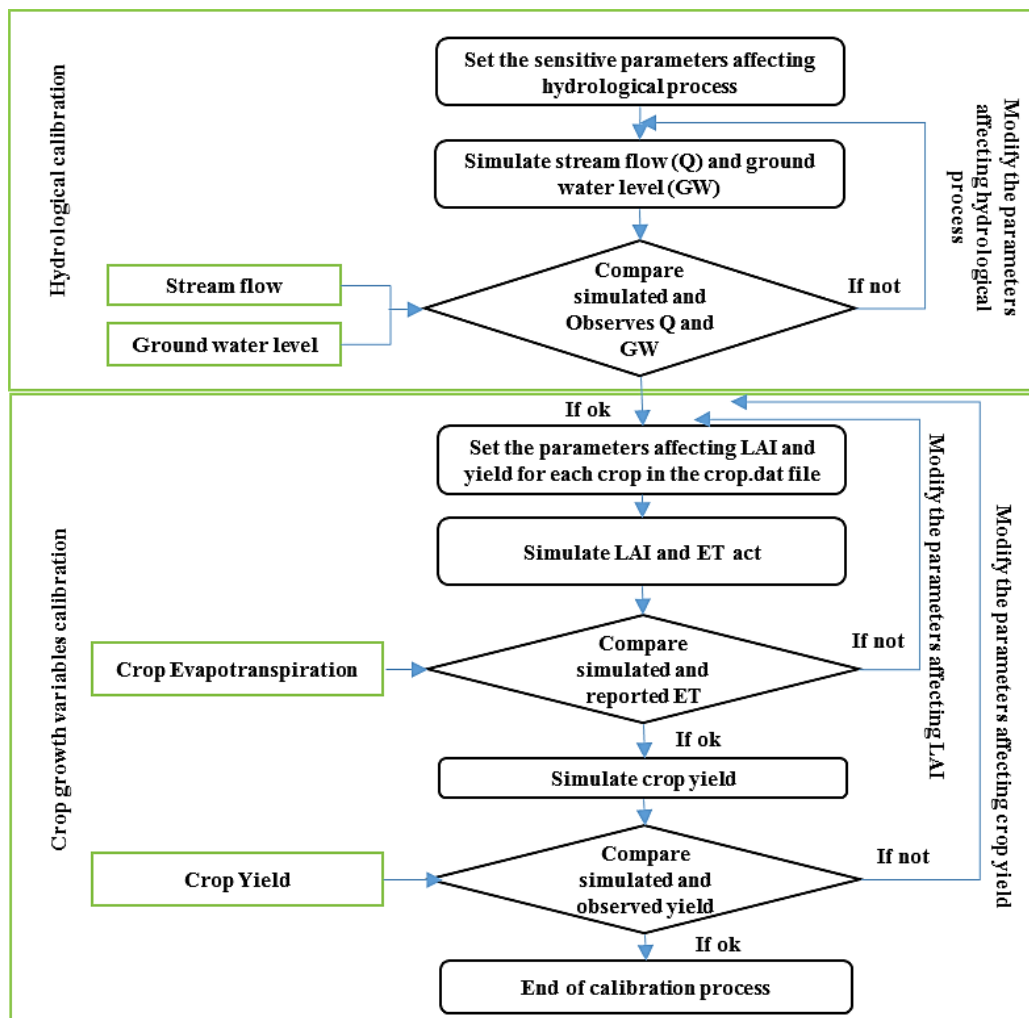 Hydrological calibration
Set the sensitive parameters affecting
hydrological process
Modify the parameters
affecting hydrological
process
Simulate stream flow (Q) and ground
water level (GW)
Compare
simulated and
Observes Q and
GW
If not
Stream flow
Ground water level
If ok
Crop growth variables calibration
Set the parameters affecting LAI and
yield for each crop in the crop.dat file
Modify the parameters affecting LAI
Modify the parameters affecting crop yield
Simulate LAI and ET act
Compare
simulated and
reported ET
If not
Crop Evapotranspiration
If ok
Simulate crop yield
Compare
simulated and
observed yield
If not
Crop Yield
If ok
End of calibration process